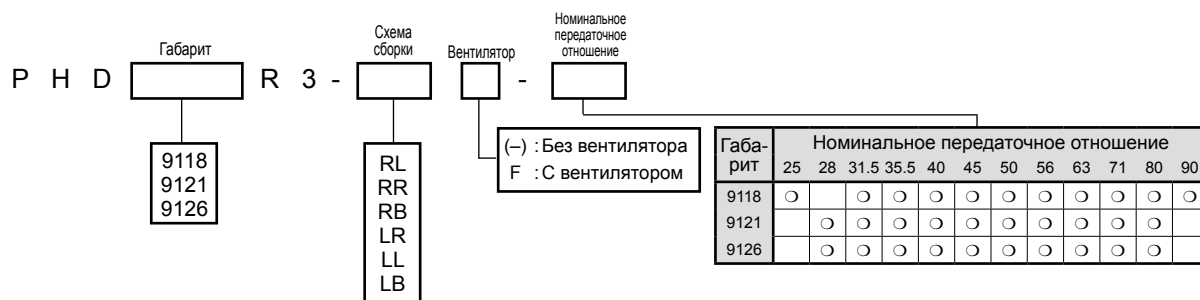 Габарит
Схема
сборки
Вентилятор
Номинальное
передаточное
отношение
P H D R 3 - -
9118
9121
9126
RL
RR
RB
LR
LL
LB
(–) : Без вентилятора
F : С вентилятором
Габа-
рит
Номинальное передаточное отношение
25 28 31.5 35.5 40 45 50 56 63 71 80 90
9118 ❍ ❍ ❍ ❍ ❍ ❍ ❍ ❍ ❍ ❍ ❍
9121 ❍ ❍ ❍ ❍ ❍ ❍ ❍ ❍ ❍ ❍
9126 ❍ ❍ ❍ ❍ ❍ ❍ ❍ ❍ ❍ ❍